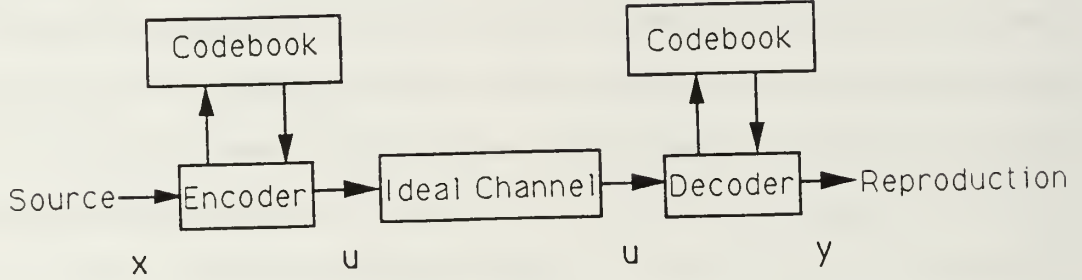 Codebook
Codebook
Source
Encoder
Ideal Channel
Decoder
Reproduction
x
u
u
y